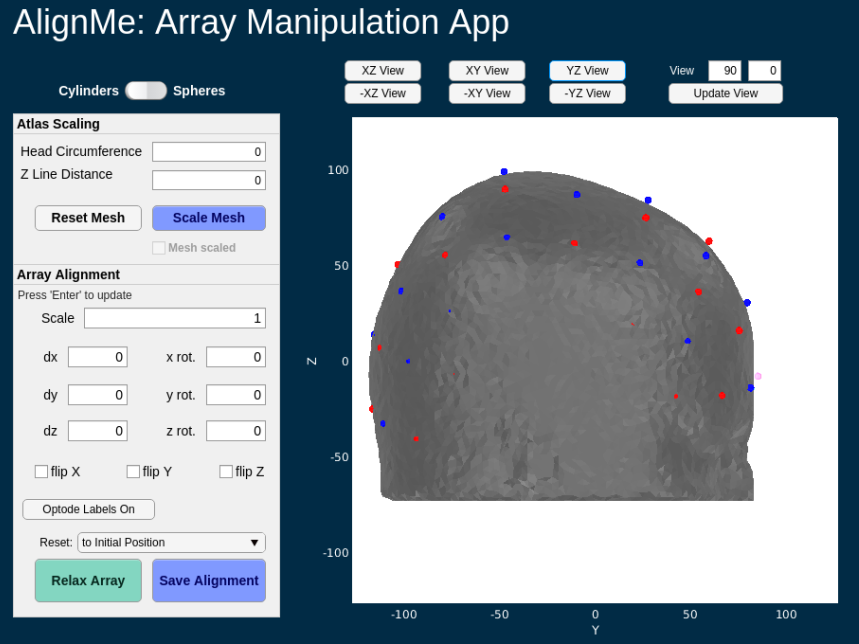 AlignMe: Array Manipulation App
Cylinders Spheres
XZ View XY View YZ View View 90 0
-XZ View -XY View -YZ View Update View
Atlas Scaling
Head Circumference 0
Z Line Distance 0
Reset Mesh Scale Mesh
Mesh scaled
Array Alignment
Press 'Enter' to update
Scale 1
dx 0 x rot. 0
dy 0 y rot. 0
dz 0 z rot. 0
flip X flip Y flip Z
Optode Labels On
Reset: to Initial Position
Relax Array Save Alignment
100
50
Z 0
-50
-100
-100 -50 0 50 100
Y